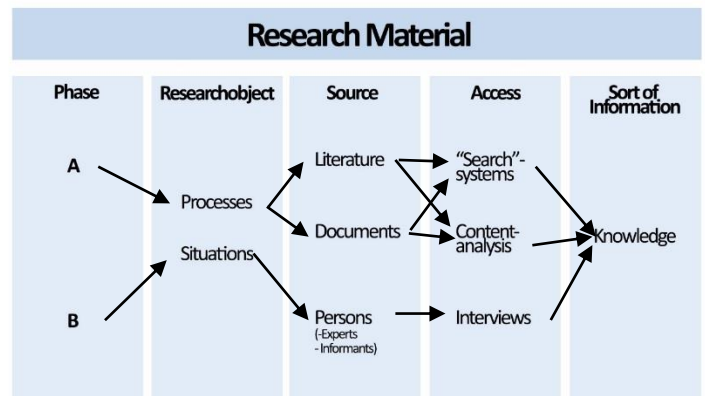 Research Material
Phase
Researchobject
Source
Access
Sort of
Information
A
B
Processes
Situations
Literature
Documents
Persons
(-Experts
- Informants)
"Search"-
systems
Content-
analysis
Interviews
Knowledge